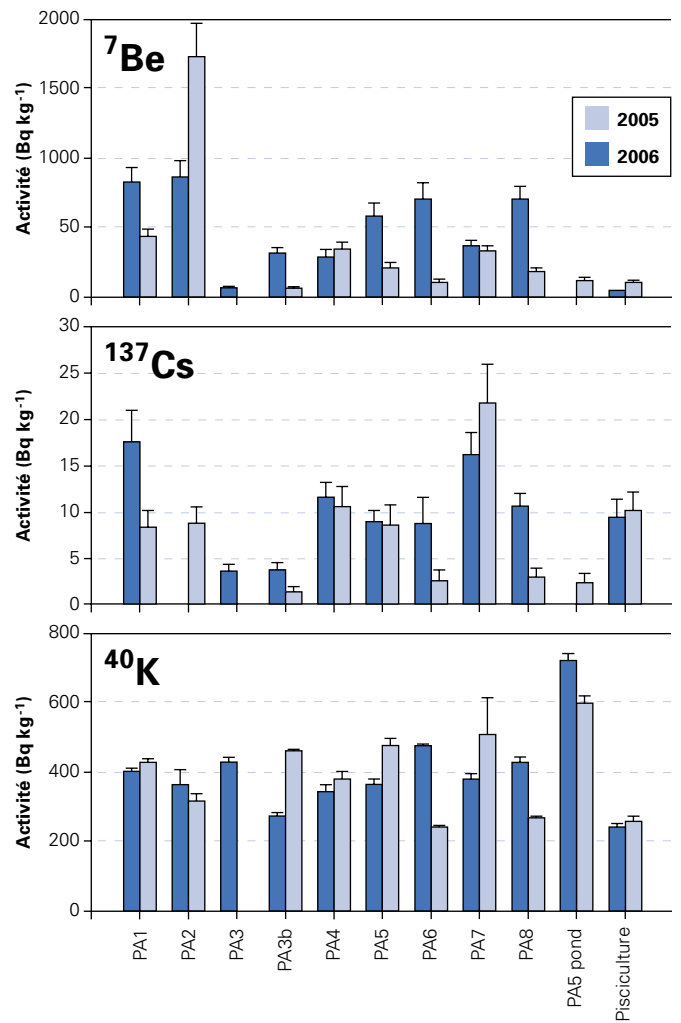 ⁷Be
2005
2006
Activité (Bq kg⁻¹)
2000
1500
1000
50
0
¹³⁷Cs
Activité (Bq kg⁻¹)
30
25
20
15
10
5
0
⁴⁰K
Activité (Bq kg⁻¹)
800
600
400
200
0
PA1
PA2
PA3
PA3b
PA4
PA5
PA6
PA7
PA8
PA5 pond
Pisciculture